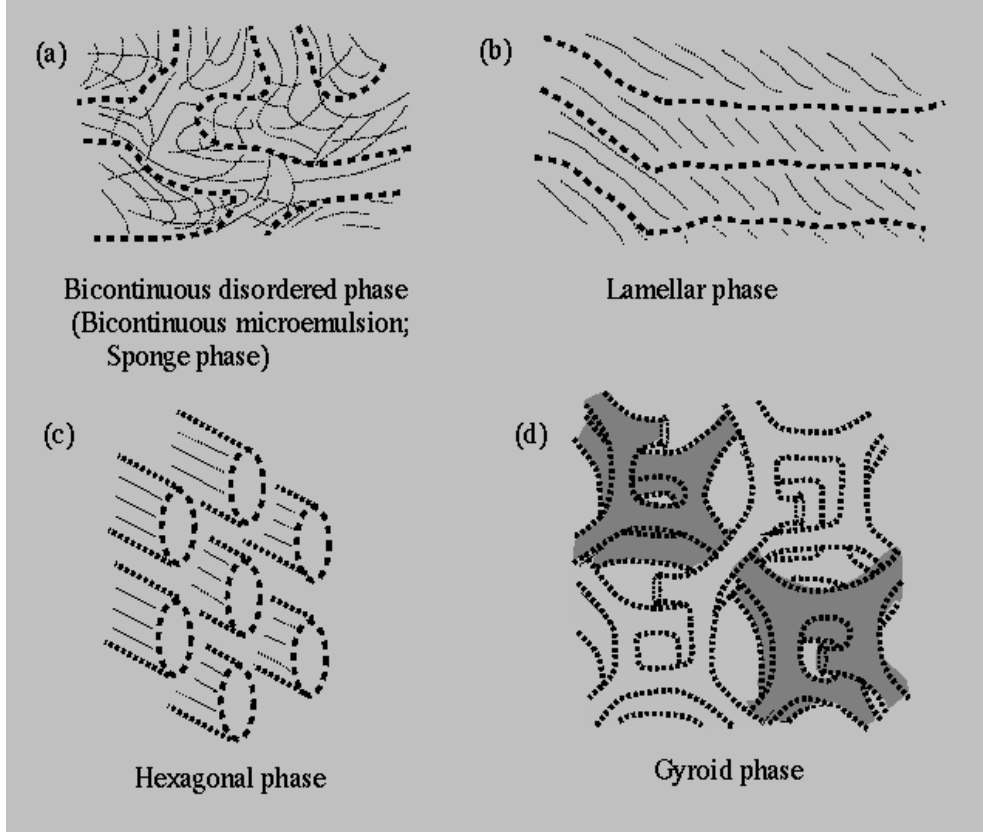 (a)
(b)
Bicontinuous disordered phase
(Bicontinuous microemulsion;
Sponge phase)
Lamellar phase
(c)
(d)
Hexagonal phase
Gyroid phase